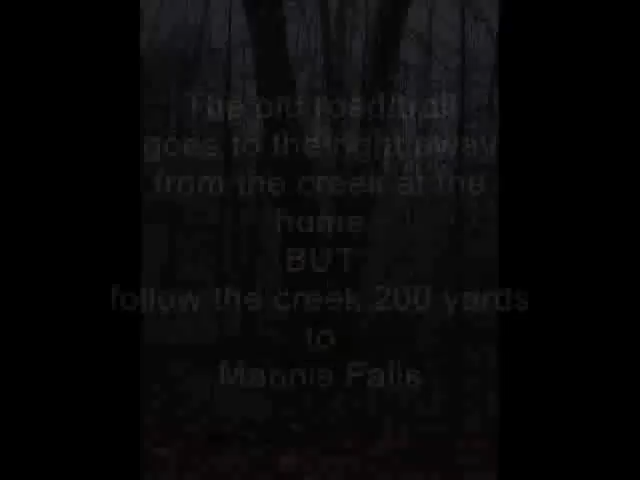 The old road/trail
goes to the right away
from the creek at the
home
BUT
follow the creek 200 yards
to
Mannis Falls